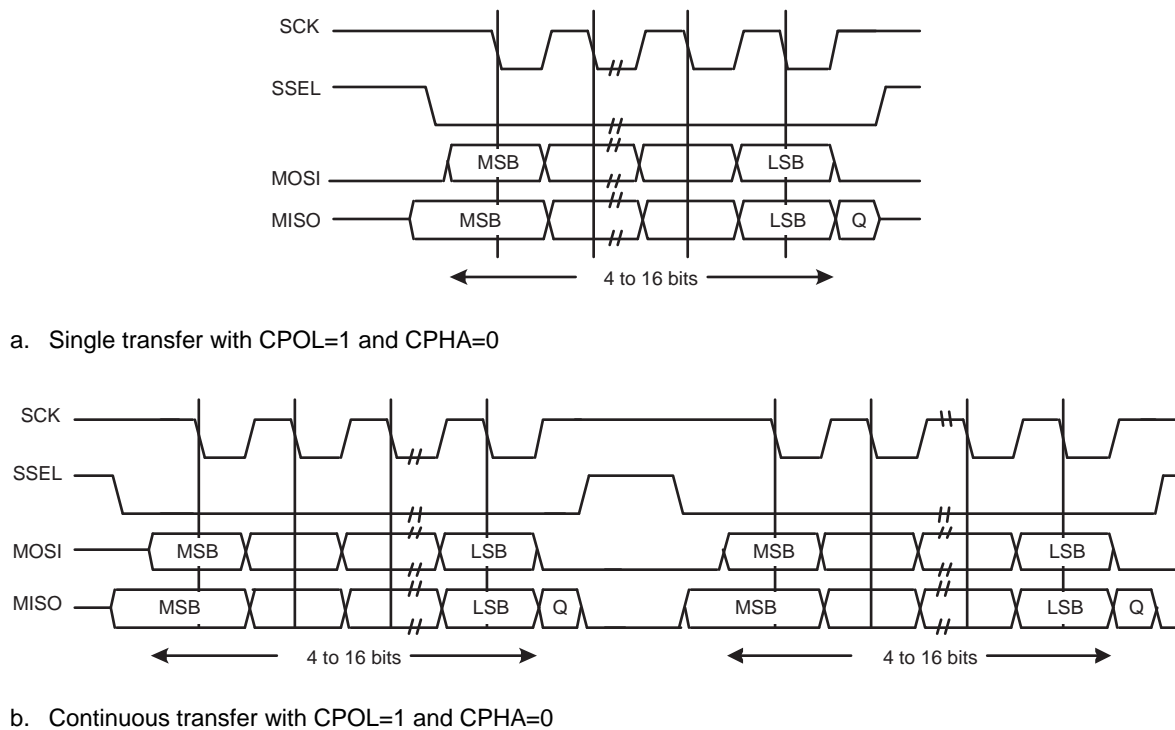 SCK
SSEL
MOSI
MSB
LSB
MISO
MSB
LSB
Q
4 to 16 bits
a. Single transfer with CPOL=1 and CPHA=0
SCK
SSEL
MOSI
MSB
LSB
MSB
LSB
MISO
MSB
LSB
Q
MSB
LSB
Q
4 to 16 bits
4 to 16 bits
b. Continuous transfer with CPOL=1 and CPHA=0